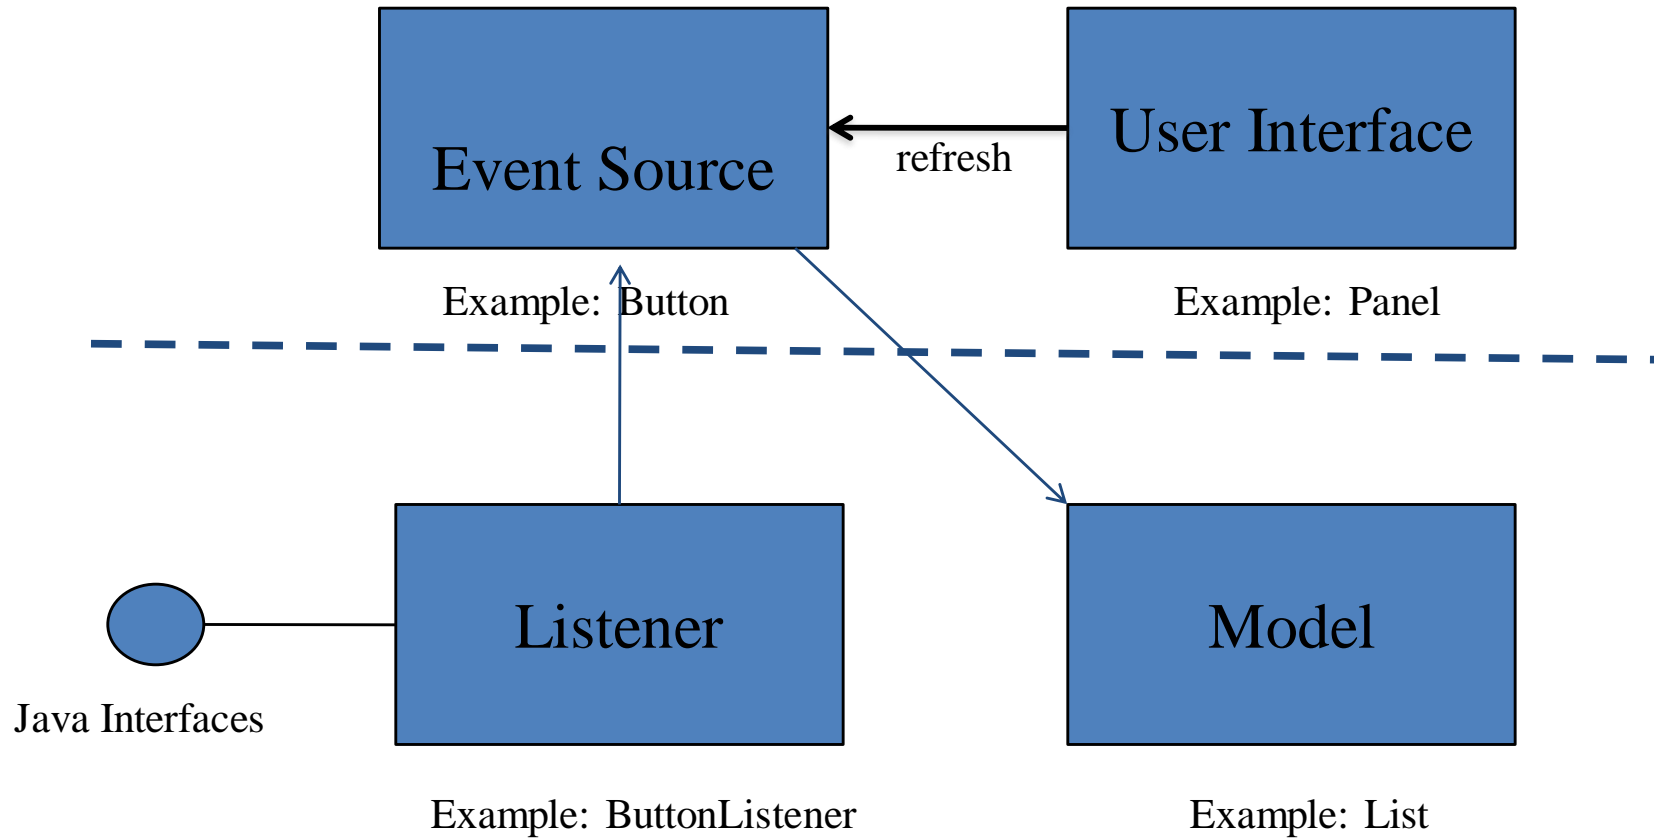 Event Source
User Interface
refresh
Example: Button
Example: Panel
Listener
Model
Java Interfaces
Example: ButtonListener
Example: List